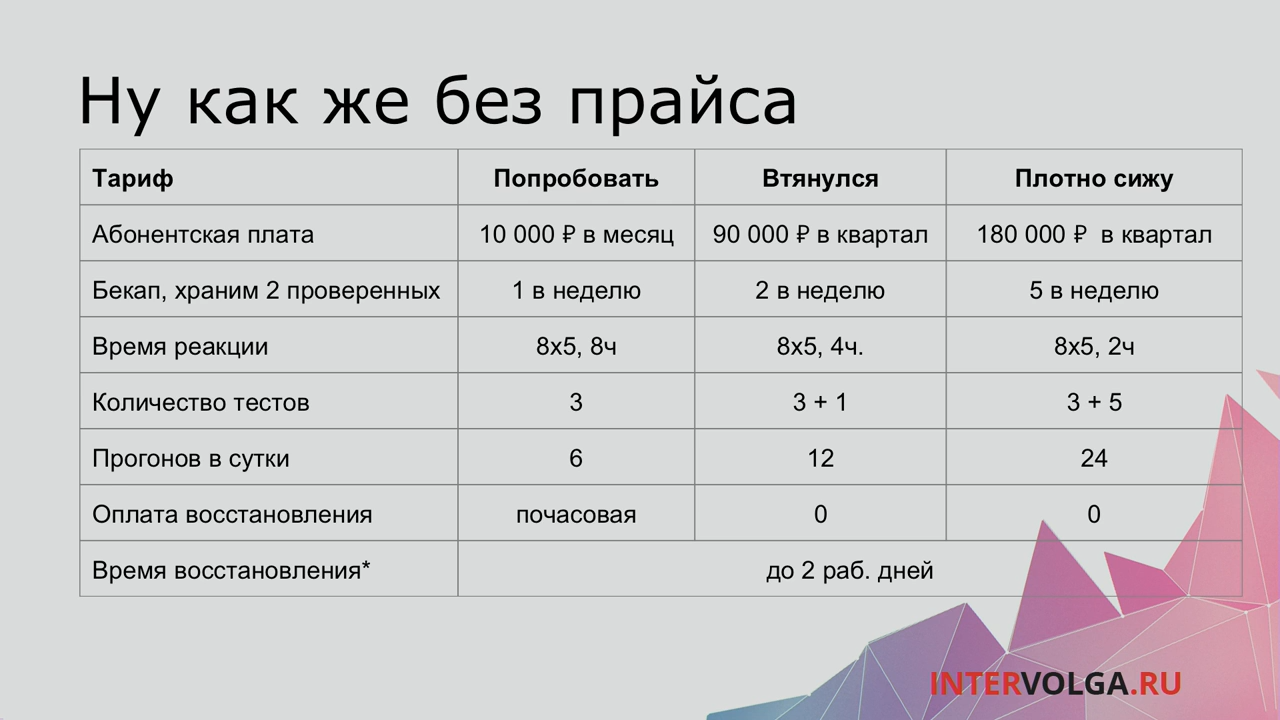 Ну как же без прайса
Тариф Попробовать Втянулся Плотно сижу
Абонентская плата 10 000 ₽ в месяц 90 000 ₽ в квартал 180 000 ₽ в квартал
Бекап, храним 2 проверенных 1 в неделю 2 в неделю 5 в неделю
Время реакции 8х5, 8ч 8х5, 4ч. 8х5, 2ч
Количество тестов 3 3 + 1 3 + 5
Прогонов в сутки 6 12 24
Оплата восстановления почасовая 0 0
Время восстановления* до 2 раб. дней
INTERVOLGA.RU